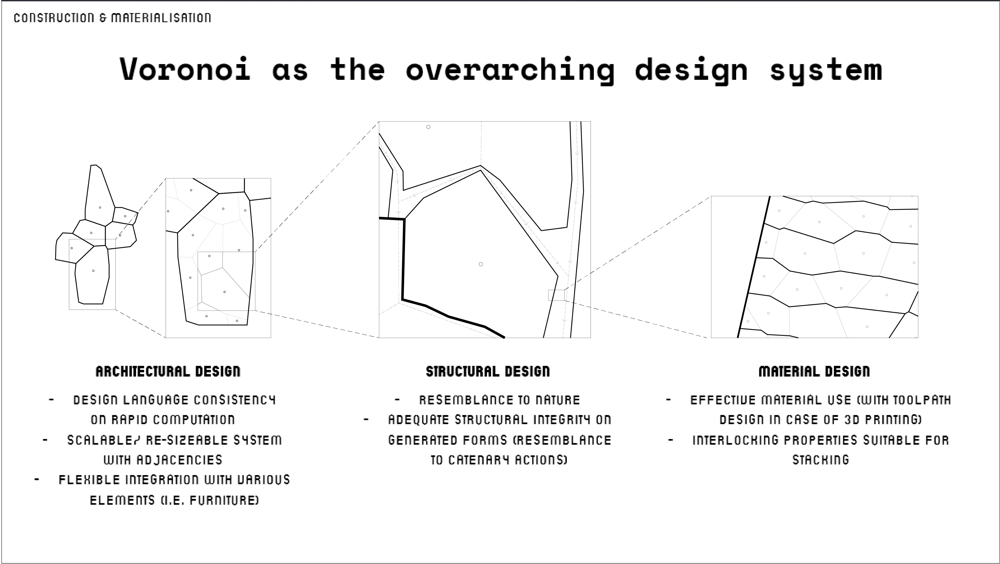 CONSTRUCTION & MATERIALISATION
Voronoi as the overarching design system
ARCHITECTURAL DESIGN
- DESIGN LANGUAGE CONSISTENCY
ON RAPID COMPUTATION
- SCALABLE/ RE-SIZEABLE SYSTEM
WITH ADJACENCIES
- FLEXIBLE INTEGRATION WITH VARIOUS
ELEMENTS (I.E. FURNITURE)
STRUCTURAL DESIGN
- RESEMBLANCE TO NATURE
- ADEQUATE STRUCTURAL INTEGRITY ON
GENERATED FORMS (RESEMBLANCE
TO CATENARY ACTIONS)
MATERIAL DESIGN
- EFFECTIVE MATERIAL USE (WITH TOOLPATH
DESIGN IN CASE OF 3D PRINTING)
- INTERLOCKING PROPERTIES SUITABLE FOR
STACKING